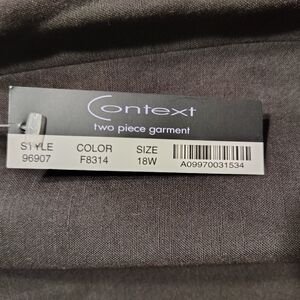 Context
two piece garment
STYLE COLOR SIZE
96907 F8314 18W
A09970031534